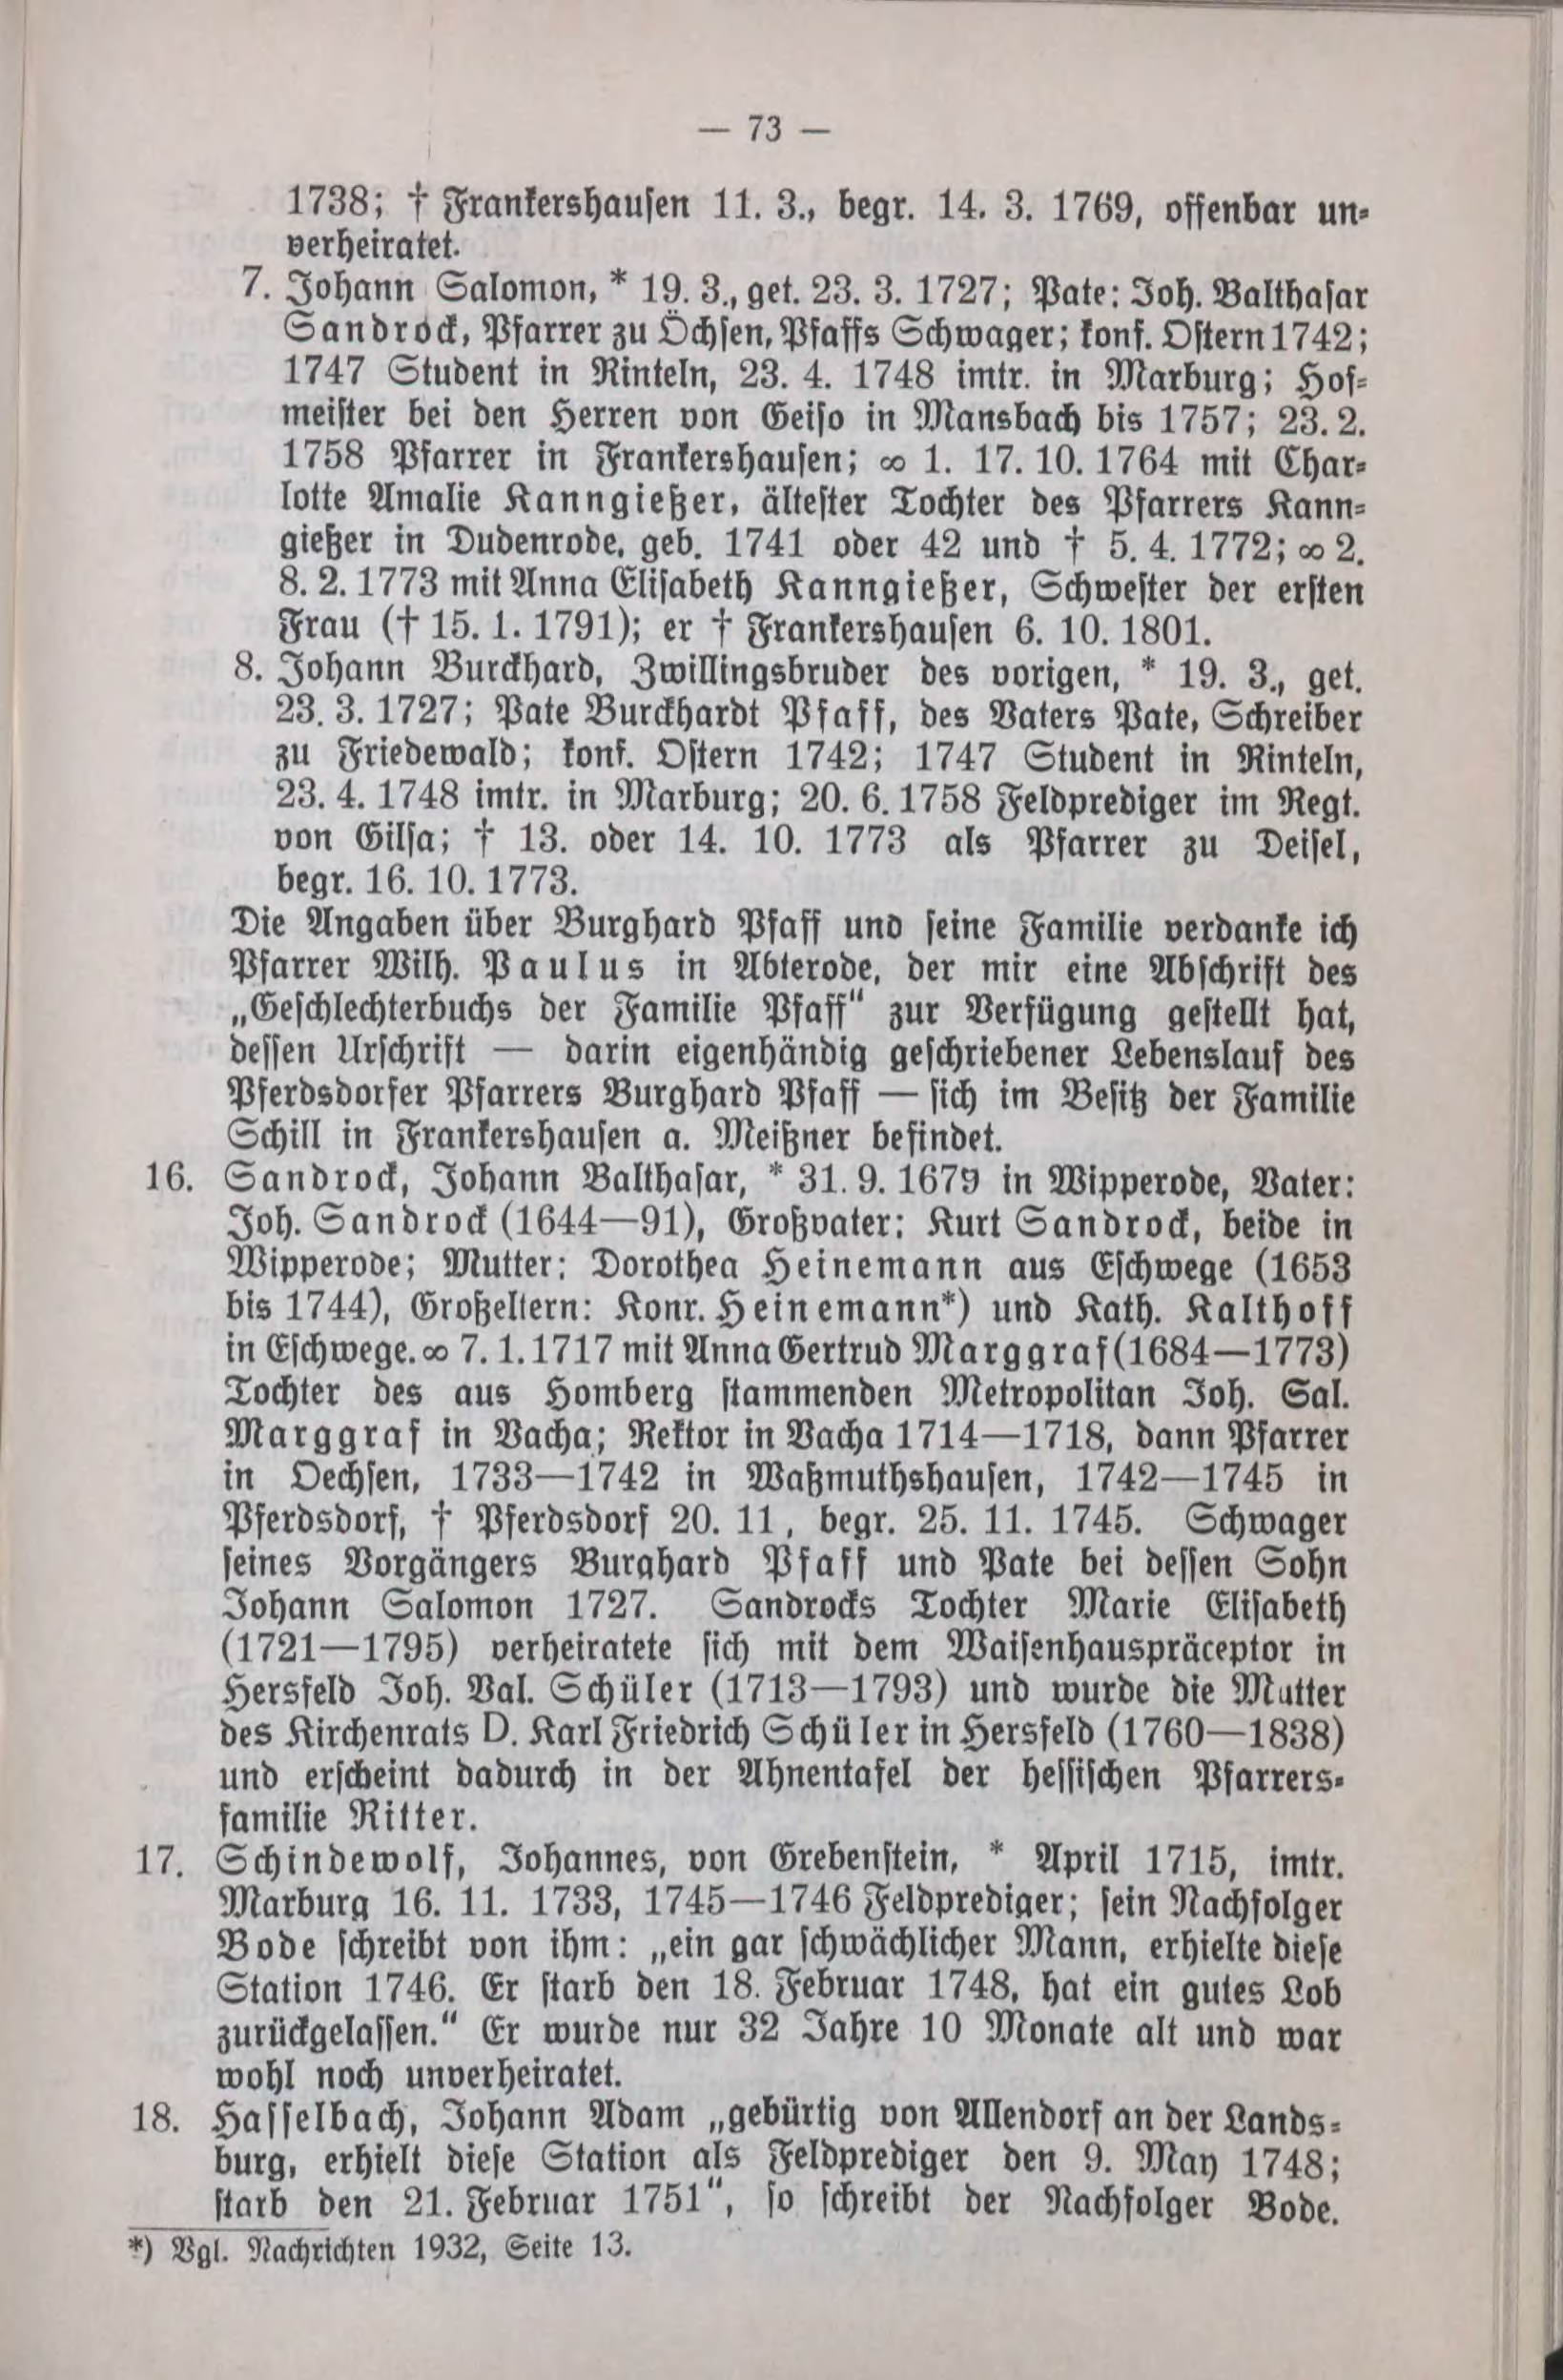 — 73 —
1738; † Frankershausen 11. 3., begr. 14. 3. 1769, offenbar un-
verheiratet.
7. Johann Salomon, * 19. 3., get. 23. 3. 1727; Pate: Joh. Balthasar
Sandrock, Pfarrer zu Öchsen, Pfaffs Schwager; konf. Ostern 1742;
1747 Student in Rinteln, 23. 4. 1748 imtr. in Marburg; Hof-
meister bei den Herren von Geiso in Mansbach bis 1757; 23. 2.
1758 Pfarrer in Frankershausen; ∞ 1. 17. 10. 1764 mit Char-
lotte Amalie Kanngießer, ältester Tochter des Pfarrers Kann-
gießer in Dudenrode, geb. 1741 oder 42 und † 5. 4. 1772; ∞ 2.
8. 2. 1773 mit Anna Elisabeth Kanngießer, Schwester der ersten
Frau († 15. 1. 1791); er † Frankershausen 6. 10. 1801.
8. Johann Burckhard, Zwillingsbruder des vorigen, * 19. 3., get.
23. 3. 1727; Pate Burckhardt Pfaff, des Vaters Pate, Schreiber
zu Friedewald; konf. Ostern 1742; 1747 Student in Rinteln,
23. 4. 1748 imtr. in Marburg; 20. 6. 1758 Feldprediger im Regt.
von Gilsa; † 13. oder 14. 10. 1773 als Pfarrer zu Deisel,
begr. 16. 10. 1773.
Die Angaben über Burghard Pfaff und seine Familie verdanke ich
Pfarrer Wilh. Paulus in Abterode, der mir eine Abschrift des
„Geschlechterbuchs der Familie Pfaff“ zur Verfügung gestellt hat,
dessen Urschrift — darin eigenhändig geschriebener Lebenslauf des
Pferdsdorfer Pfarrers Burghard Pfaff — sich im Besitz der Familie
Schill in Frankershausen a. Meißner befindet.
16. Sandrock, Johann Balthasar, * 31. 9. 1679 in Wipperode, Vater:
Joh. Sandrock (1644—91), Großvater: Kurt Sandrock, beide in
Wipperode; Mutter: Dorothea Heinemann aus Eschwege (1653
bis 1744), Großeltern: Konr. Heinemann*) und Kath. Kalthoff
in Eschwege. ∞ 7. 1. 1717 mit Anna Gertrud Marggraf (1684—1773)
Tochter des aus Homberg stammenden Metropolitan Joh. Sal.
Marggraf in Vacha; Rektor in Vacha 1714—1718, dann Pfarrer
in Oechsen, 1733—1742 in Waßmuthshausen, 1742—1745 in
Pferdsdorf, † Pferdsdorf 20. 11, begr. 25. 11. 1745. Schwager
seines Vorgängers Burghard Pfaff und Pate bei dessen Sohn
Johann Salomon 1727. Sandrocks Tochter Marie Elisabeth
(1721—1795) verheiratete sich mit dem Waisenhauspräceptor in
Hersfeld Joh. Val. Schüler (1713—1793) und wurde die Mutter
des Kirchenrats D. Karl Friedrich Schüler in Hersfeld (1760—1838)
und erscheint dadurch in der Ahnentafel der hessischen Pfarrers-
familie Ritter.
17. Schindewolf, Johannes, von Grebenstein, * April 1715, imtr.
Marburg 16. 11. 1733, 1745—1746 Feldprediger; sein Nachfolger
Bode schreibt von ihm: „ein gar schwächlicher Mann, erhielte diese
Station 1746. Er starb den 18. Februar 1748, hat ein gutes Lob
zurückgelassen.“ Er wurde nur 32 Jahre 10 Monate alt und war
wohl noch unverheiratet.
18. Hasselbach, Johann Adam „gebürtig von Allendorf an der Lands-
burg, erhielt diese Station als Feldprediger den 9. May 1748;
starb den 21. Februar 1751“, so schreibt der Nachfolger Bode.
*) Vgl. Nachrichten 1932, Seite 13.